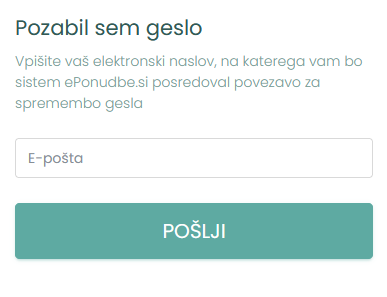 Pozabil sem geslo
Vpišite vaš elektronski naslov, na katerega vam bo
sistem ePonudbe.si posredoval povezavo za
spremembo gesla
E-pošta
POŠLJI